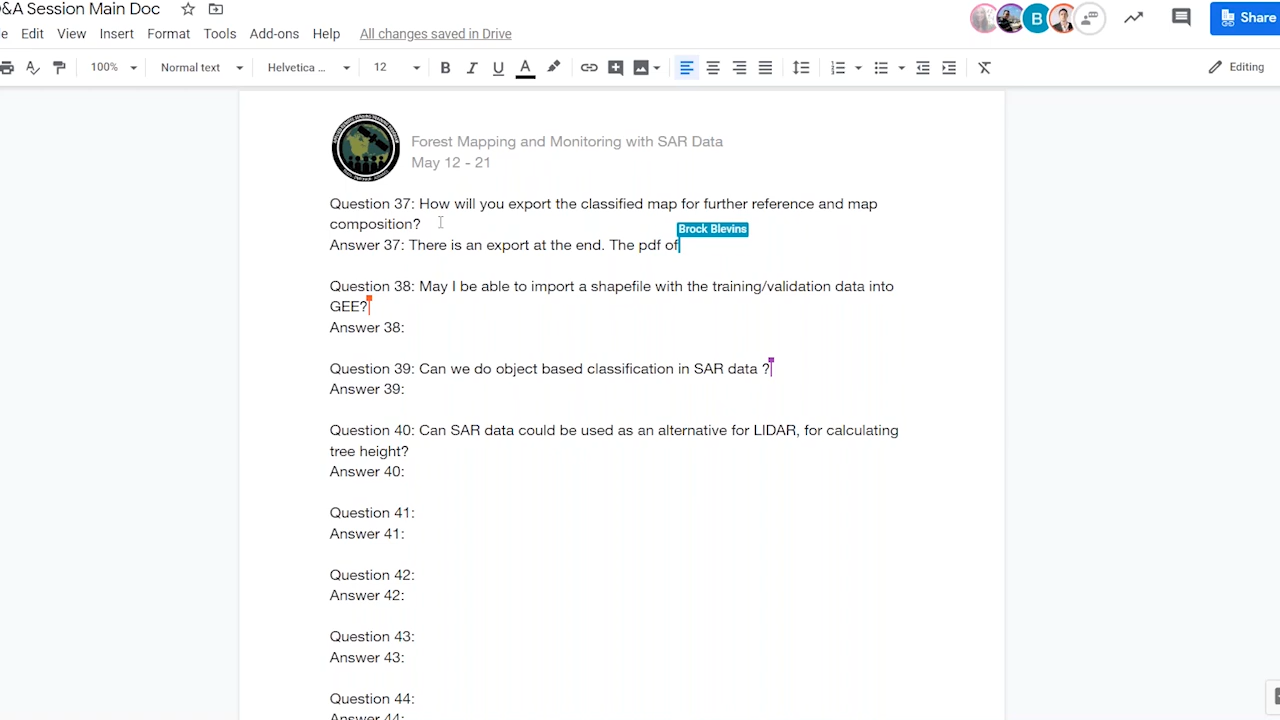 &A Session Main Doc
Edit View Insert Format Tools Add-ons Help All changes saved in Drive
B
Share
100% Normal text Helvetica ... 12 B I U A Editing
Forest Mapping and Monitoring with SAR Data
May 12 - 21
Question 37: How will you export the classified map for further reference and map
composition?
Brock Blevins
Answer 37: There is an export at the end. The pdf of
Question 38: May I be able to import a shapefile with the training/validation data into
GEE?
Answer 38:
Question 39: Can we do object based classification in SAR data ?
Answer 39:
Question 40: Can SAR data could be used as an alternative for LIDAR, for calculating
tree height?
Answer 40:
Question 41:
Answer 41:
Question 42:
Answer 42:
Question 43:
Answer 43:
Question 44:
Answer 44: